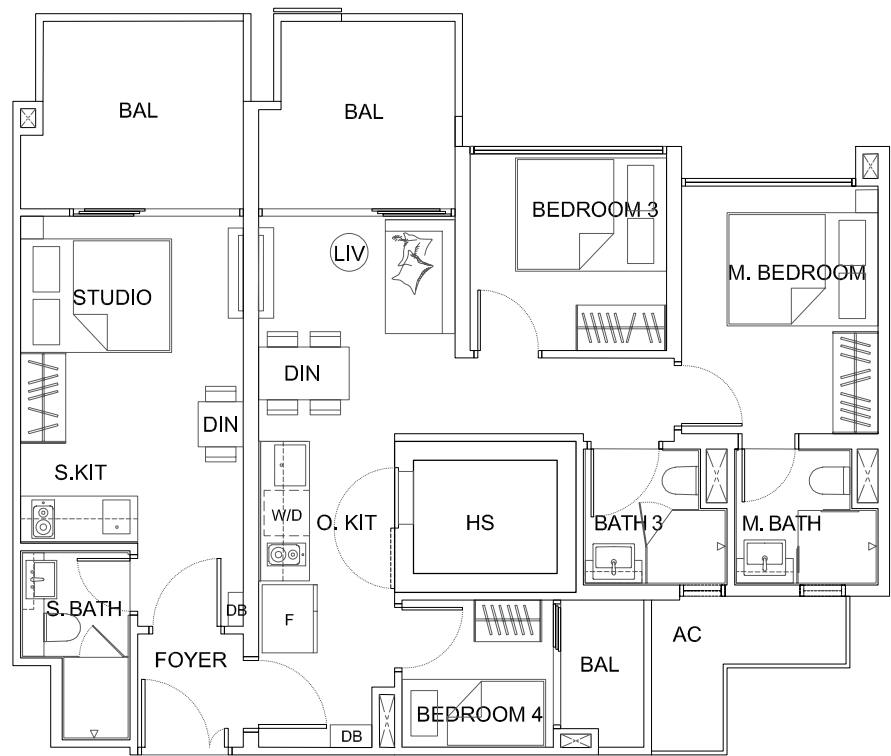 BAL
BAL
BEDROOM 3
LIV
M. BEDROOM
STUDIO
DIN
DIN
S.KIT
W/D
O. KIT
HS
BATH 3
M. BATH
S. BATH
DB
F
AC
FOYER
BAL
BEDROOM 4
DB